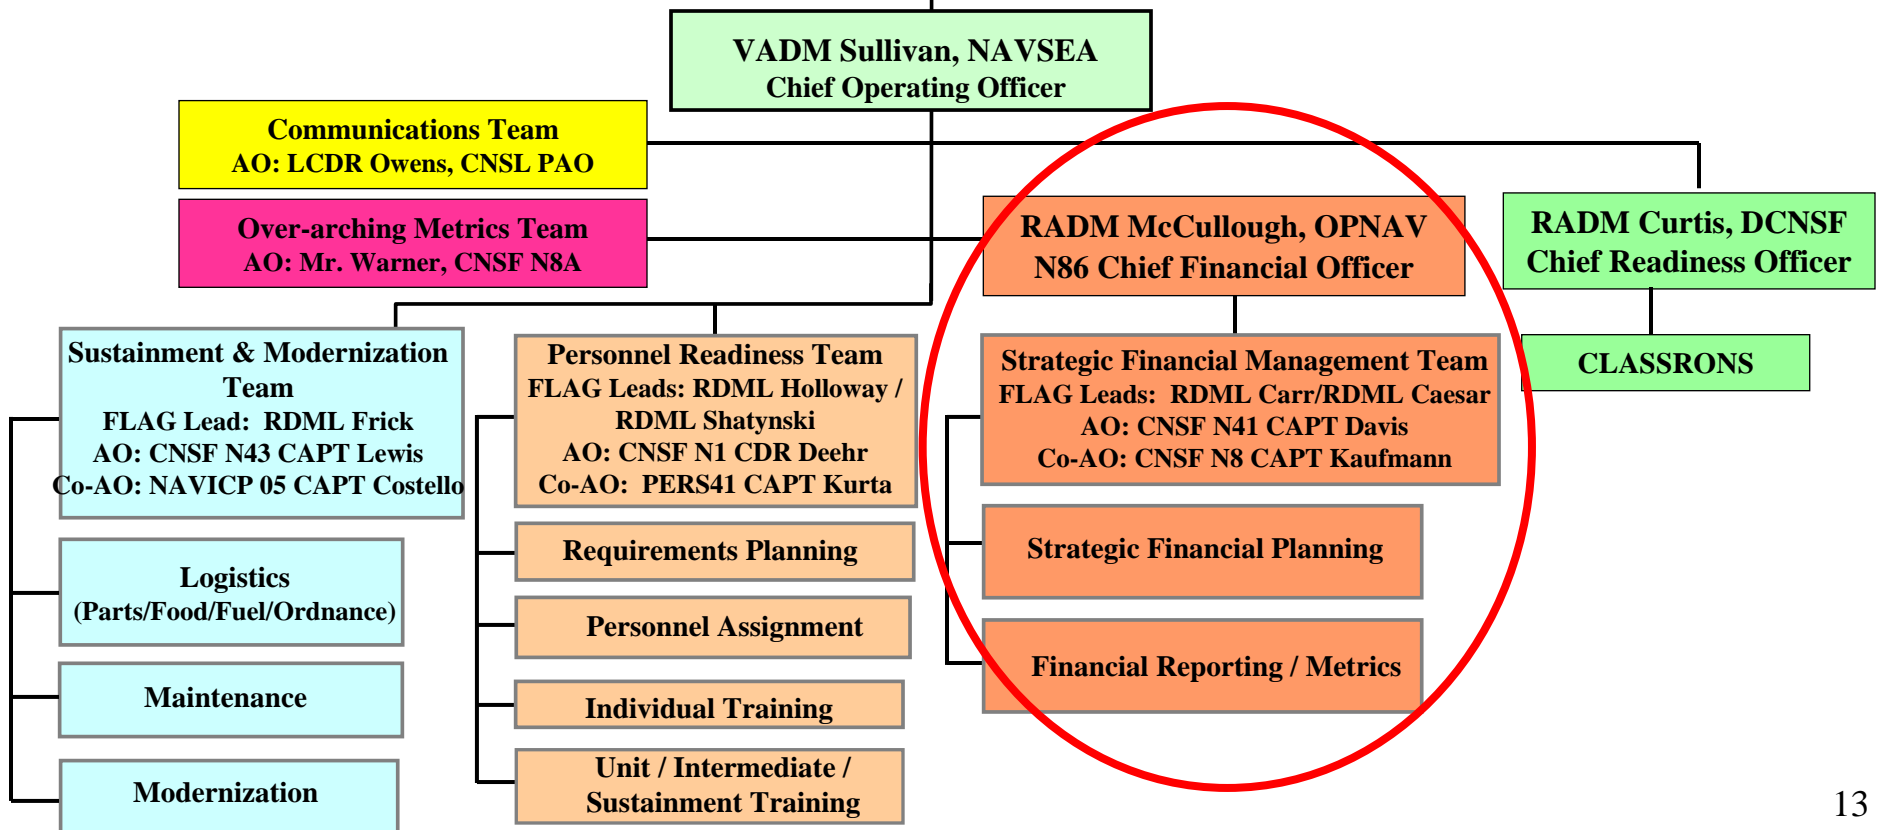 VADM Sullivan, NAVSEA
Chief Operating Officer
Communications Team
AO: LCDR Owens, CNSL PAO
Over-arching Metrics Team
AO: Mr. Warner, CNSF N8A
RADM McCullough, OPNAV
N86 Chief Financial Officer
RADM Curtis, DCNSF
Chief Readiness Officer
Sustainment & Modernization
Team
FLAG Lead: RDML Frick
AO: CNSF N43 CAPT Lewis
Co-AO: NAVICP 05 CAPT Costello
Logistics
(Parts/Food/Fuel/Ordnance)
Maintenance
Modernization
Personnel Readiness Team
FLAG Leads: RDML Holloway /
RDML Shatynski
AO: CNSF N1 CDR Deehr
Co-AO: PERS41 CAPT Kurta
Requirements Planning
Personnel Assignment
Individual Training
Unit / Intermediate /
Sustainment Training
Strategic Financial Management Team
FLAG Leads: RDML Carr/RDML Caesar
AO: CNSF N41 CAPT Davis
Co-AO: CNSF N8 CAPT Kaufmann
Strategic Financial Planning
Financial Reporting / Metrics
CLASSRONS
13